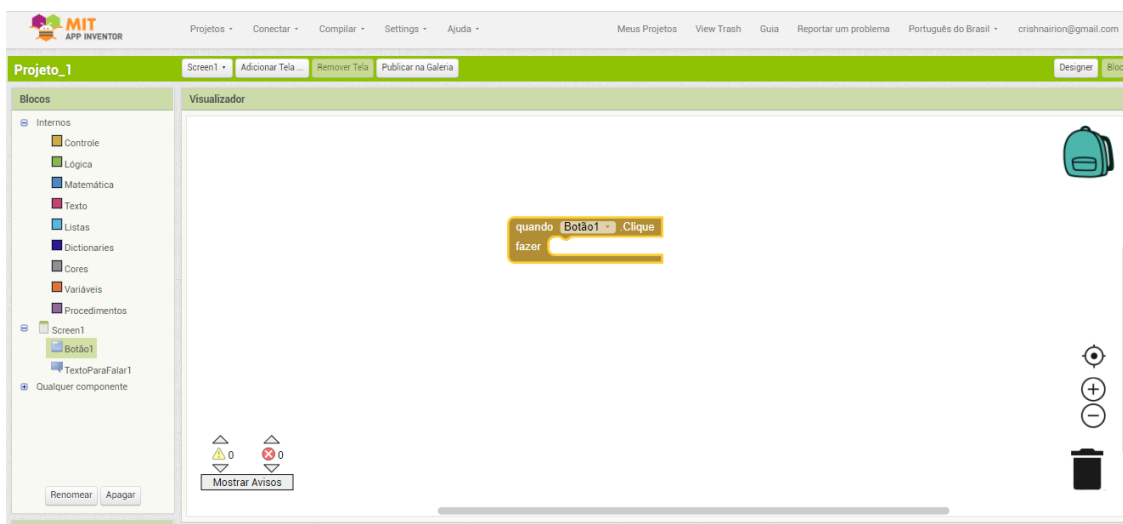 MIT
APP INVENTOR
Projetos Conectar Compilar Settings Ajuda Meus Projetos View Trash Guia Reportar um problema Português do Brasil crishnairion@gmail.com
Projeto_1 Screen1 Adicionar Tela ... Remover Tela Publicar na Galeria Designer Bloc
Blocos Visualizador
Internos
Controle
Lógica
Matemática
Texto
Listas
Dictionaries
Cores
Variáveis
Procedimentos
Screen1
Botão1
TextoParaFalar1
Qualquer componente
Renomear Apagar
quando Botão1 .Clique
fazer
0 0
Mostrar Avisos